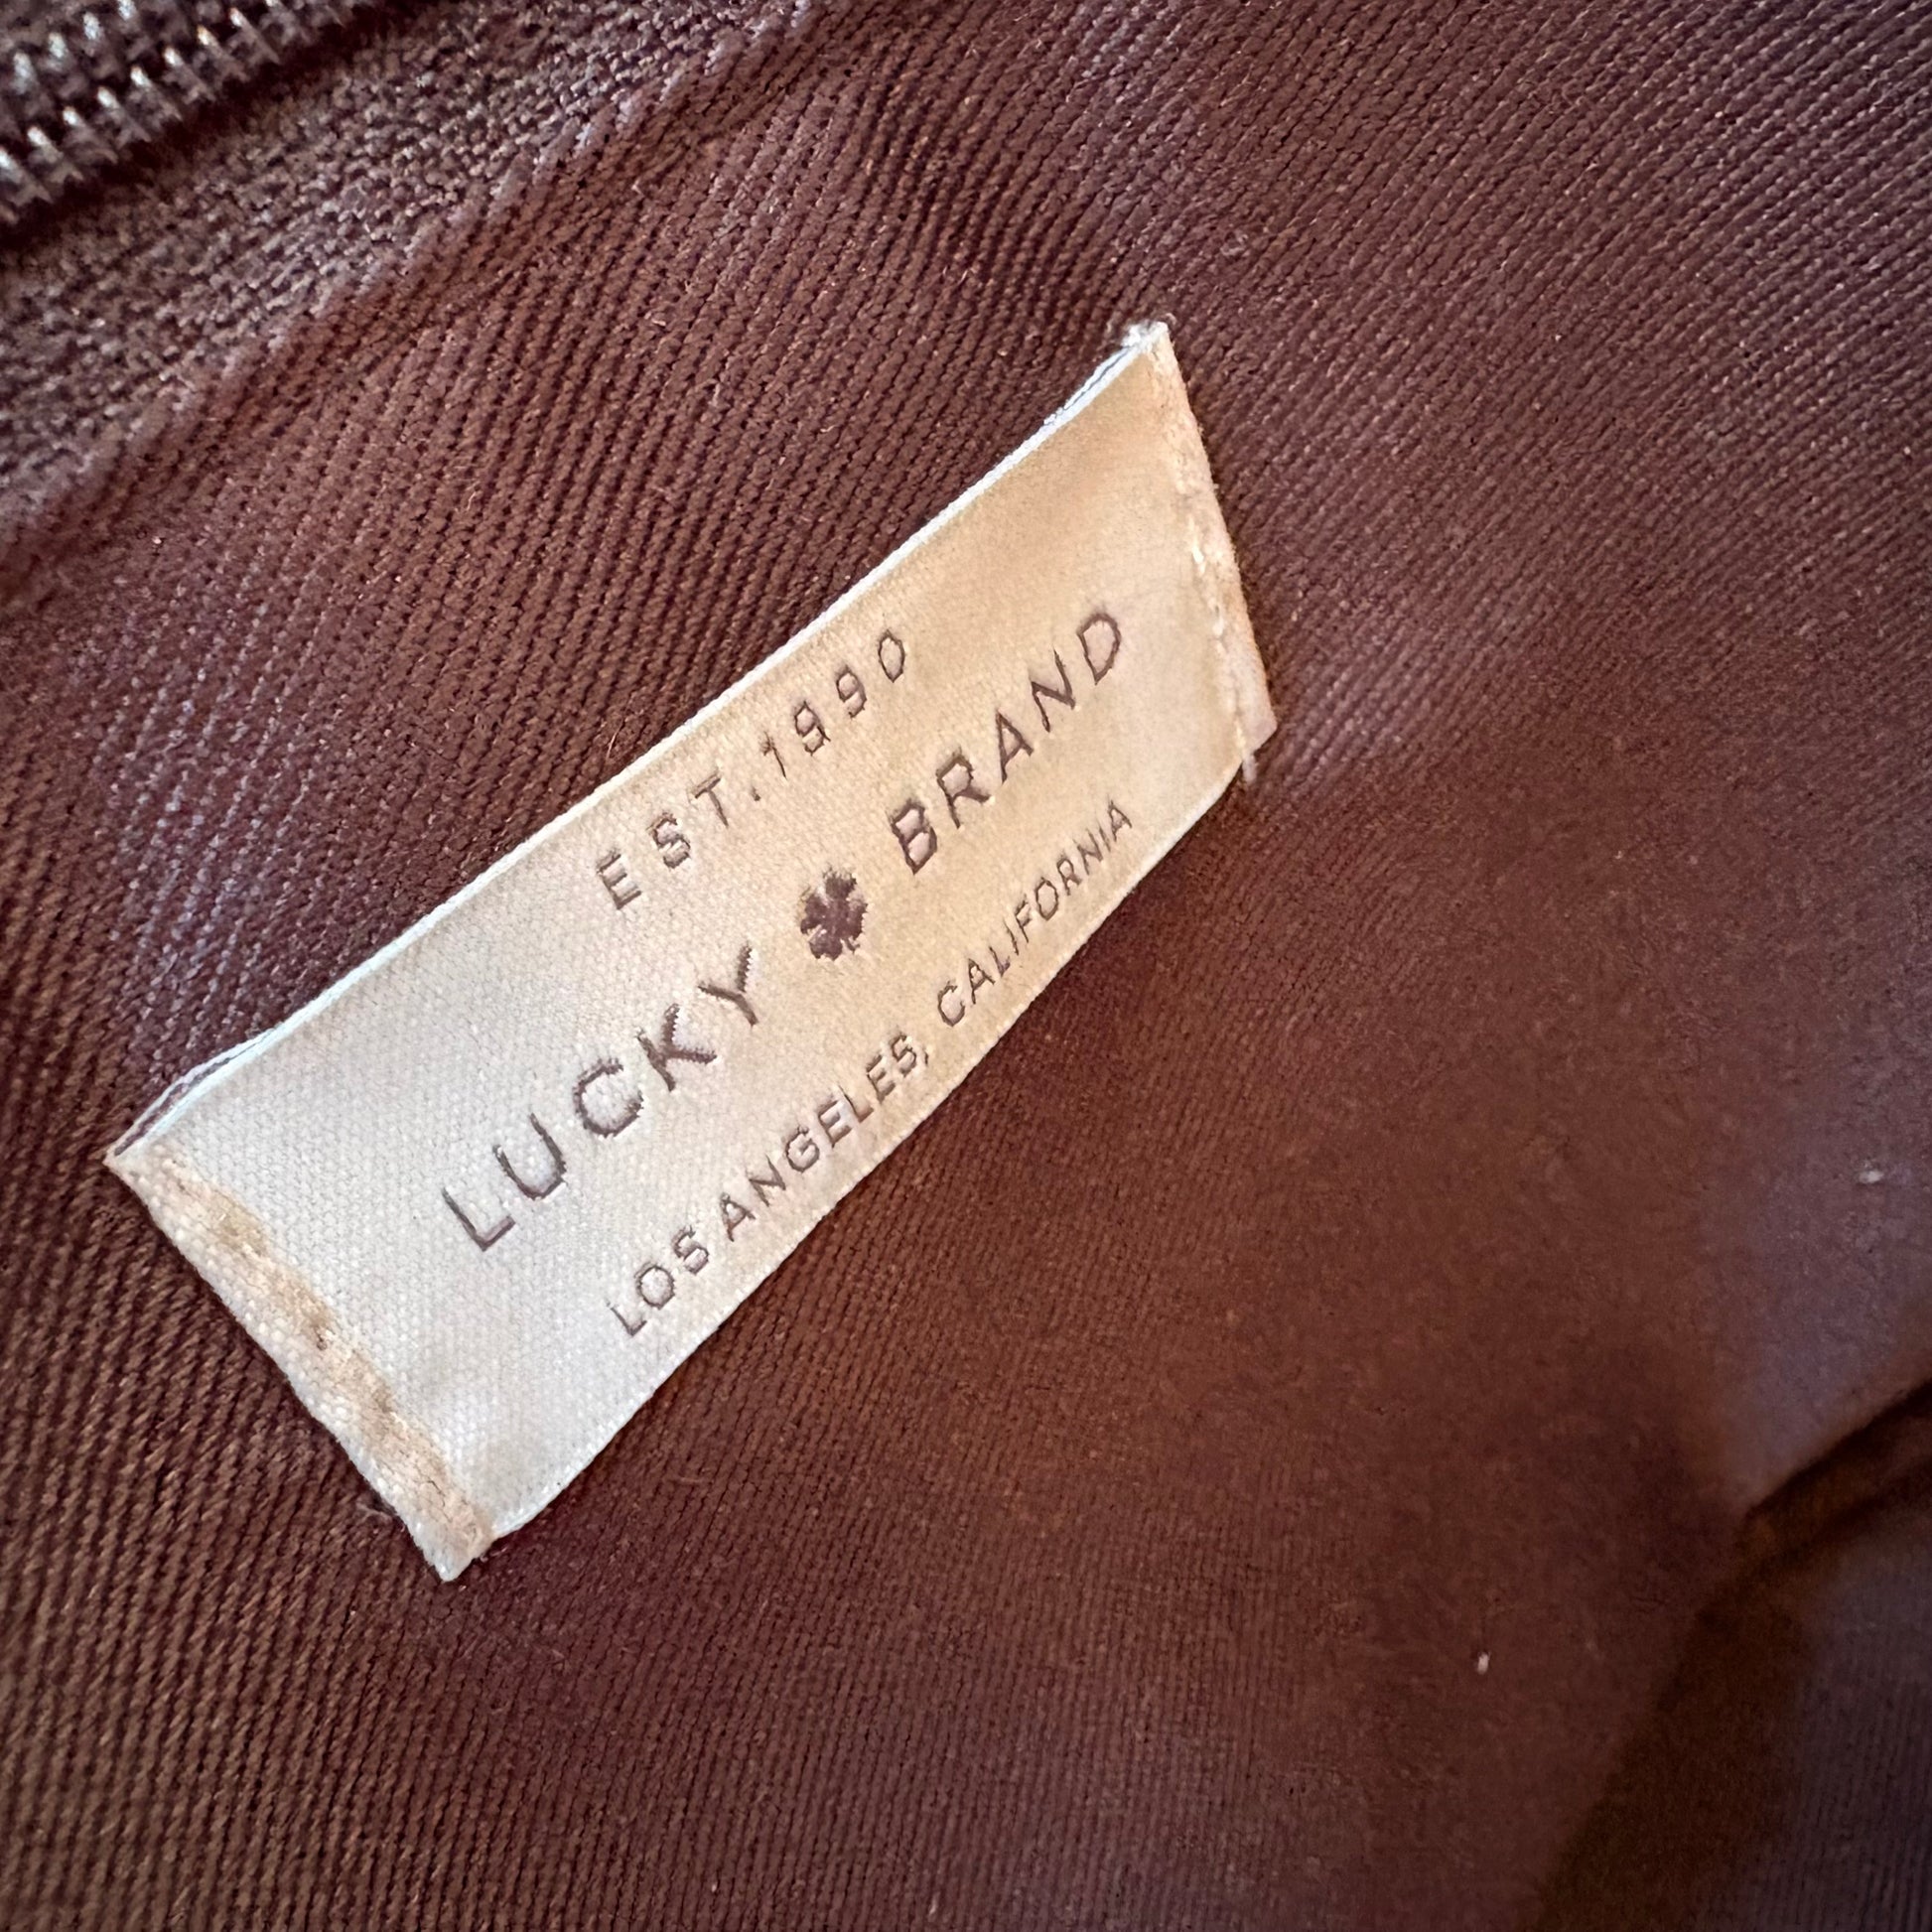 EST. 1990
LUCKY BRAND
LOS ANGELES, CALIFORNIA